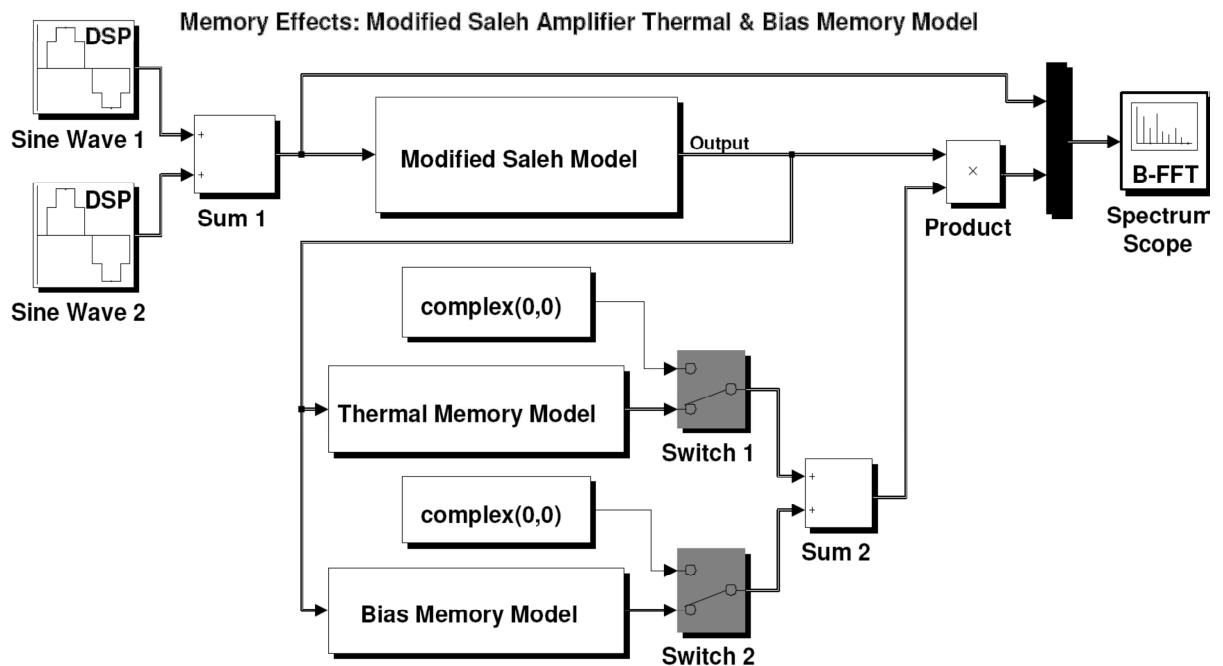 Memory Effects: Modified Saleh Amplifier Thermal & Bias Memory Model
DSP
Sine Wave 1
DSP
Sine Wave 2
+
+
Sum 1
Modified Saleh Model
Output
×
Product
B-FFT
Spectrum
Scope
complex(0,0)
Thermal Memory Model
Switch 1
complex(0,0)
Bias Memory Model
Switch 2
+
+
Sum 2